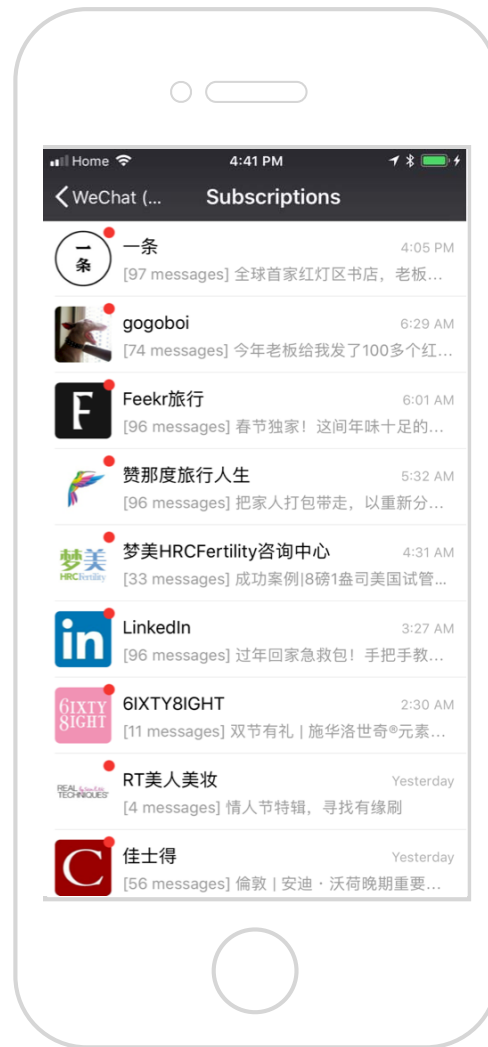 Home 4:41 PM
WeChat (... Subscriptions
一条
一条 4:05 PM
[97 messages] 全球首家红灯区书店，老板...
gogoboi 6:29 AM
[74 messages] 今年老板给我发了100多个红...
F
Feekr旅行 6:01 AM
[96 messages] 春节独家！这间年味十足的...
赞那度旅行人生 5:32 AM
[96 messages] 把家人打包带走，以重新分...
梦美
HRCFertility
梦美HRCFertility咨询中心 4:31 AM
[33 messages] 成功案例|8磅1盎司美国试管...
in
LinkedIn 3:27 AM
[96 messages] 过年回家急救包！手把手教...
6IXTY
8IGHT
6IXTY8IGHT 2:30 AM
[11 messages] 双节有礼 | 施华洛世奇®元素...
REAL
TECHNIQUES
RT美人美妆 Yesterday
[4 messages] 情人节特辑，寻找有缘刷
C
佳士得 Yesterday
[56 messages] 倫敦 | 安迪 · 沃荷晚期重要...